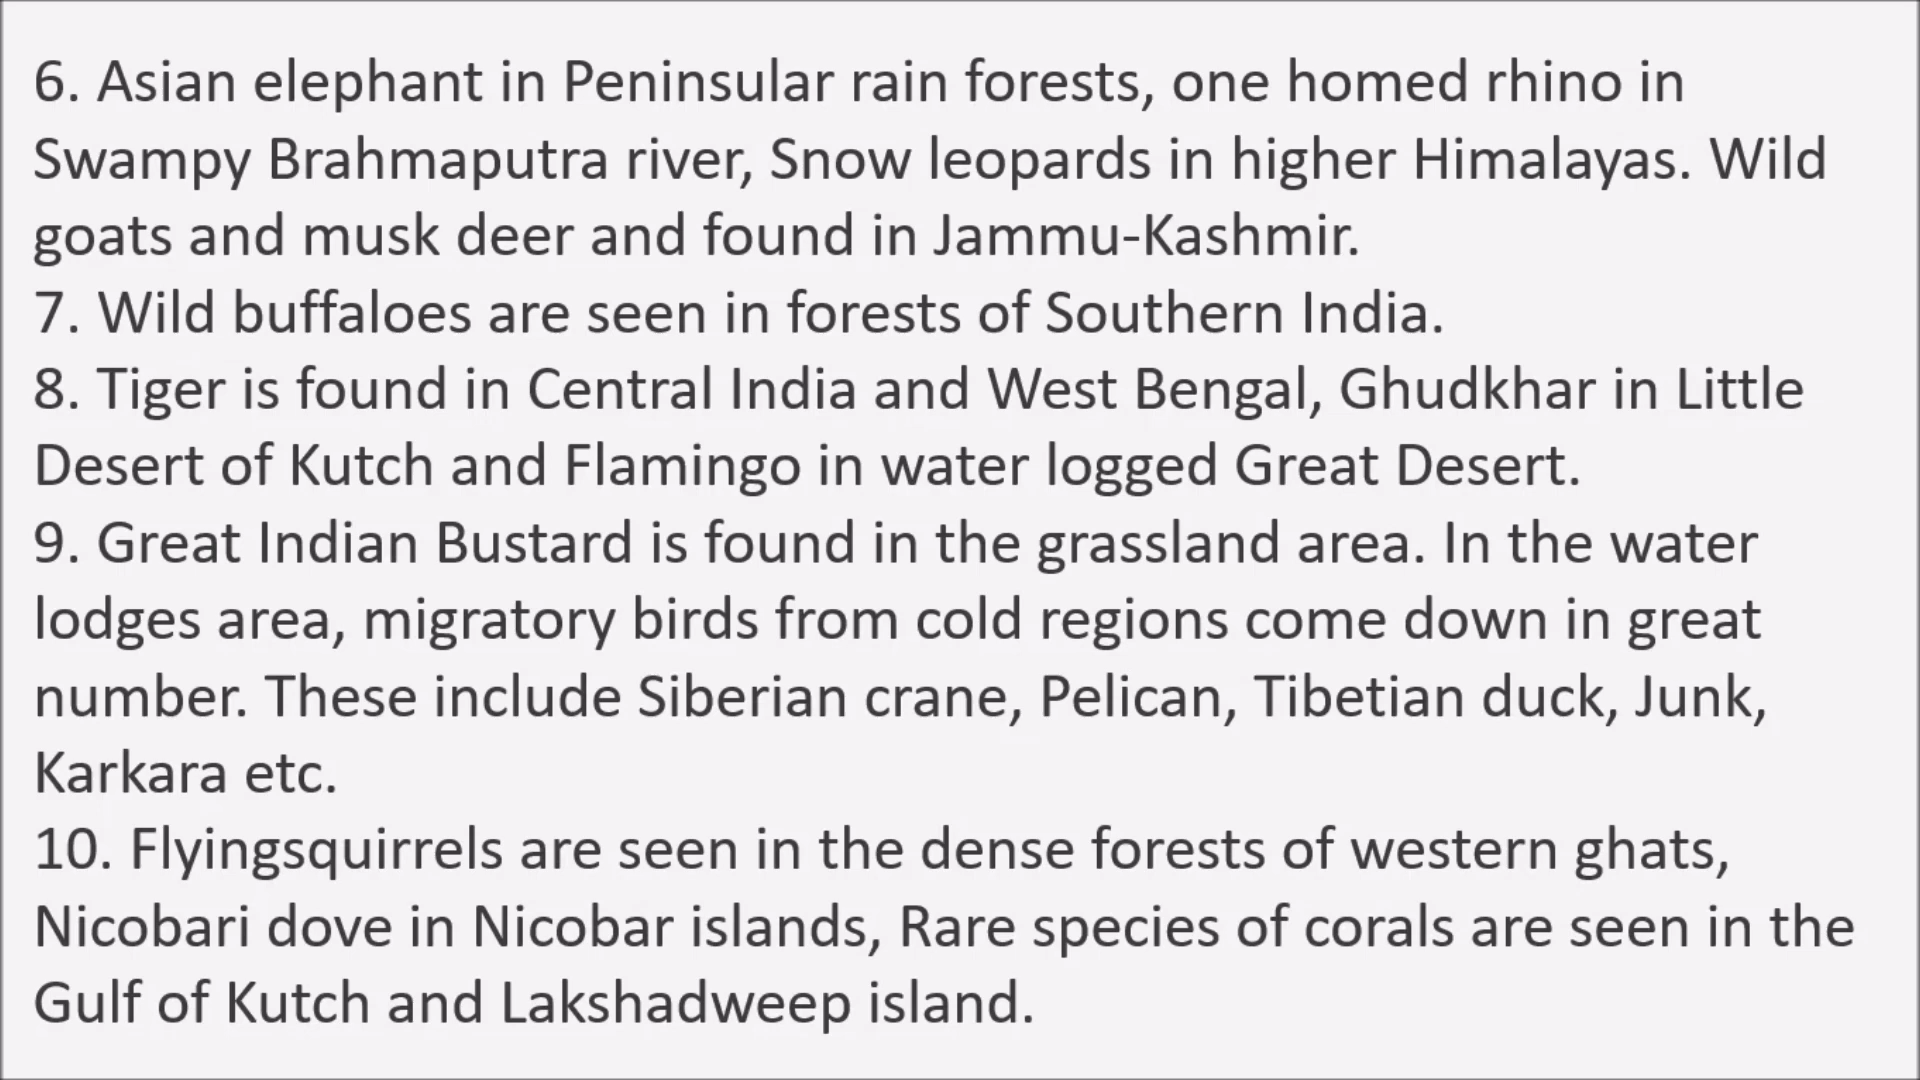 6. Asian elephant in Peninsular rain forests, one homed rhino in
Swampy Brahmaputra river, Snow leopards in higher Himalayas. Wild
goats and musk deer and found in Jammu-Kashmir.
7. Wild buffaloes are seen in forests of Southern India.
8. Tiger is found in Central India and West Bengal, Ghudkhar in Little
Desert of Kutch and Flamingo in water logged Great Desert.
9. Great Indian Bustard is found in the grassland area. In the water
lodges area, migratory birds from cold regions come down in great
number. These include Siberian crane, Pelican, Tibetian duck, Junk,
Karkara etc.
10. Flyingsquirrels are seen in the dense forests of western ghats,
Nicobari dove in Nicobar islands, Rare species of corals are seen in the
Gulf of Kutch and Lakshadweep island.